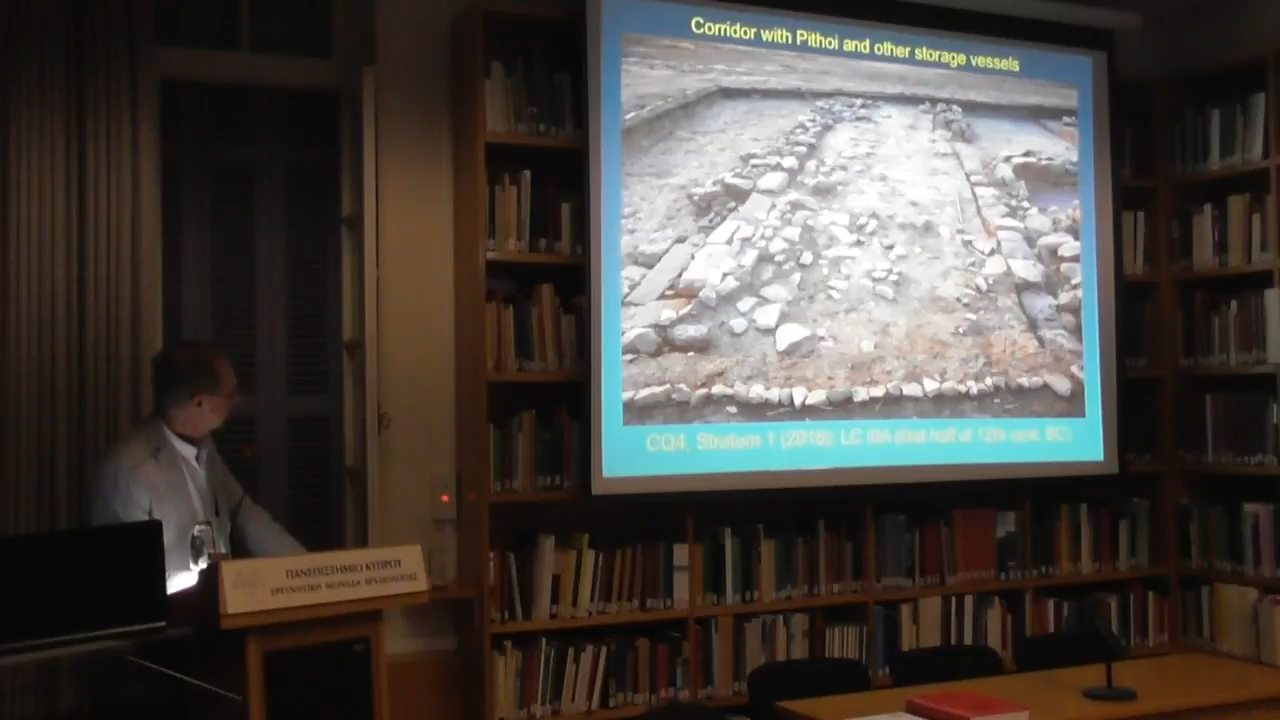 Corridor with Pithoi and other storage vessels
CQ4, Stratum 1 (2018): LC IIIA (first half of 12th cent. BC)
ΠΑΝΕΠΙΣΤΗΜΙΟ ΚΥΠΡΟΥ
ΕΡΕΥΝΗΤΙΚΗ ΜΟΝΑΔΑ ΑΡΧΑΙΟΛΟΓΙΑΣ